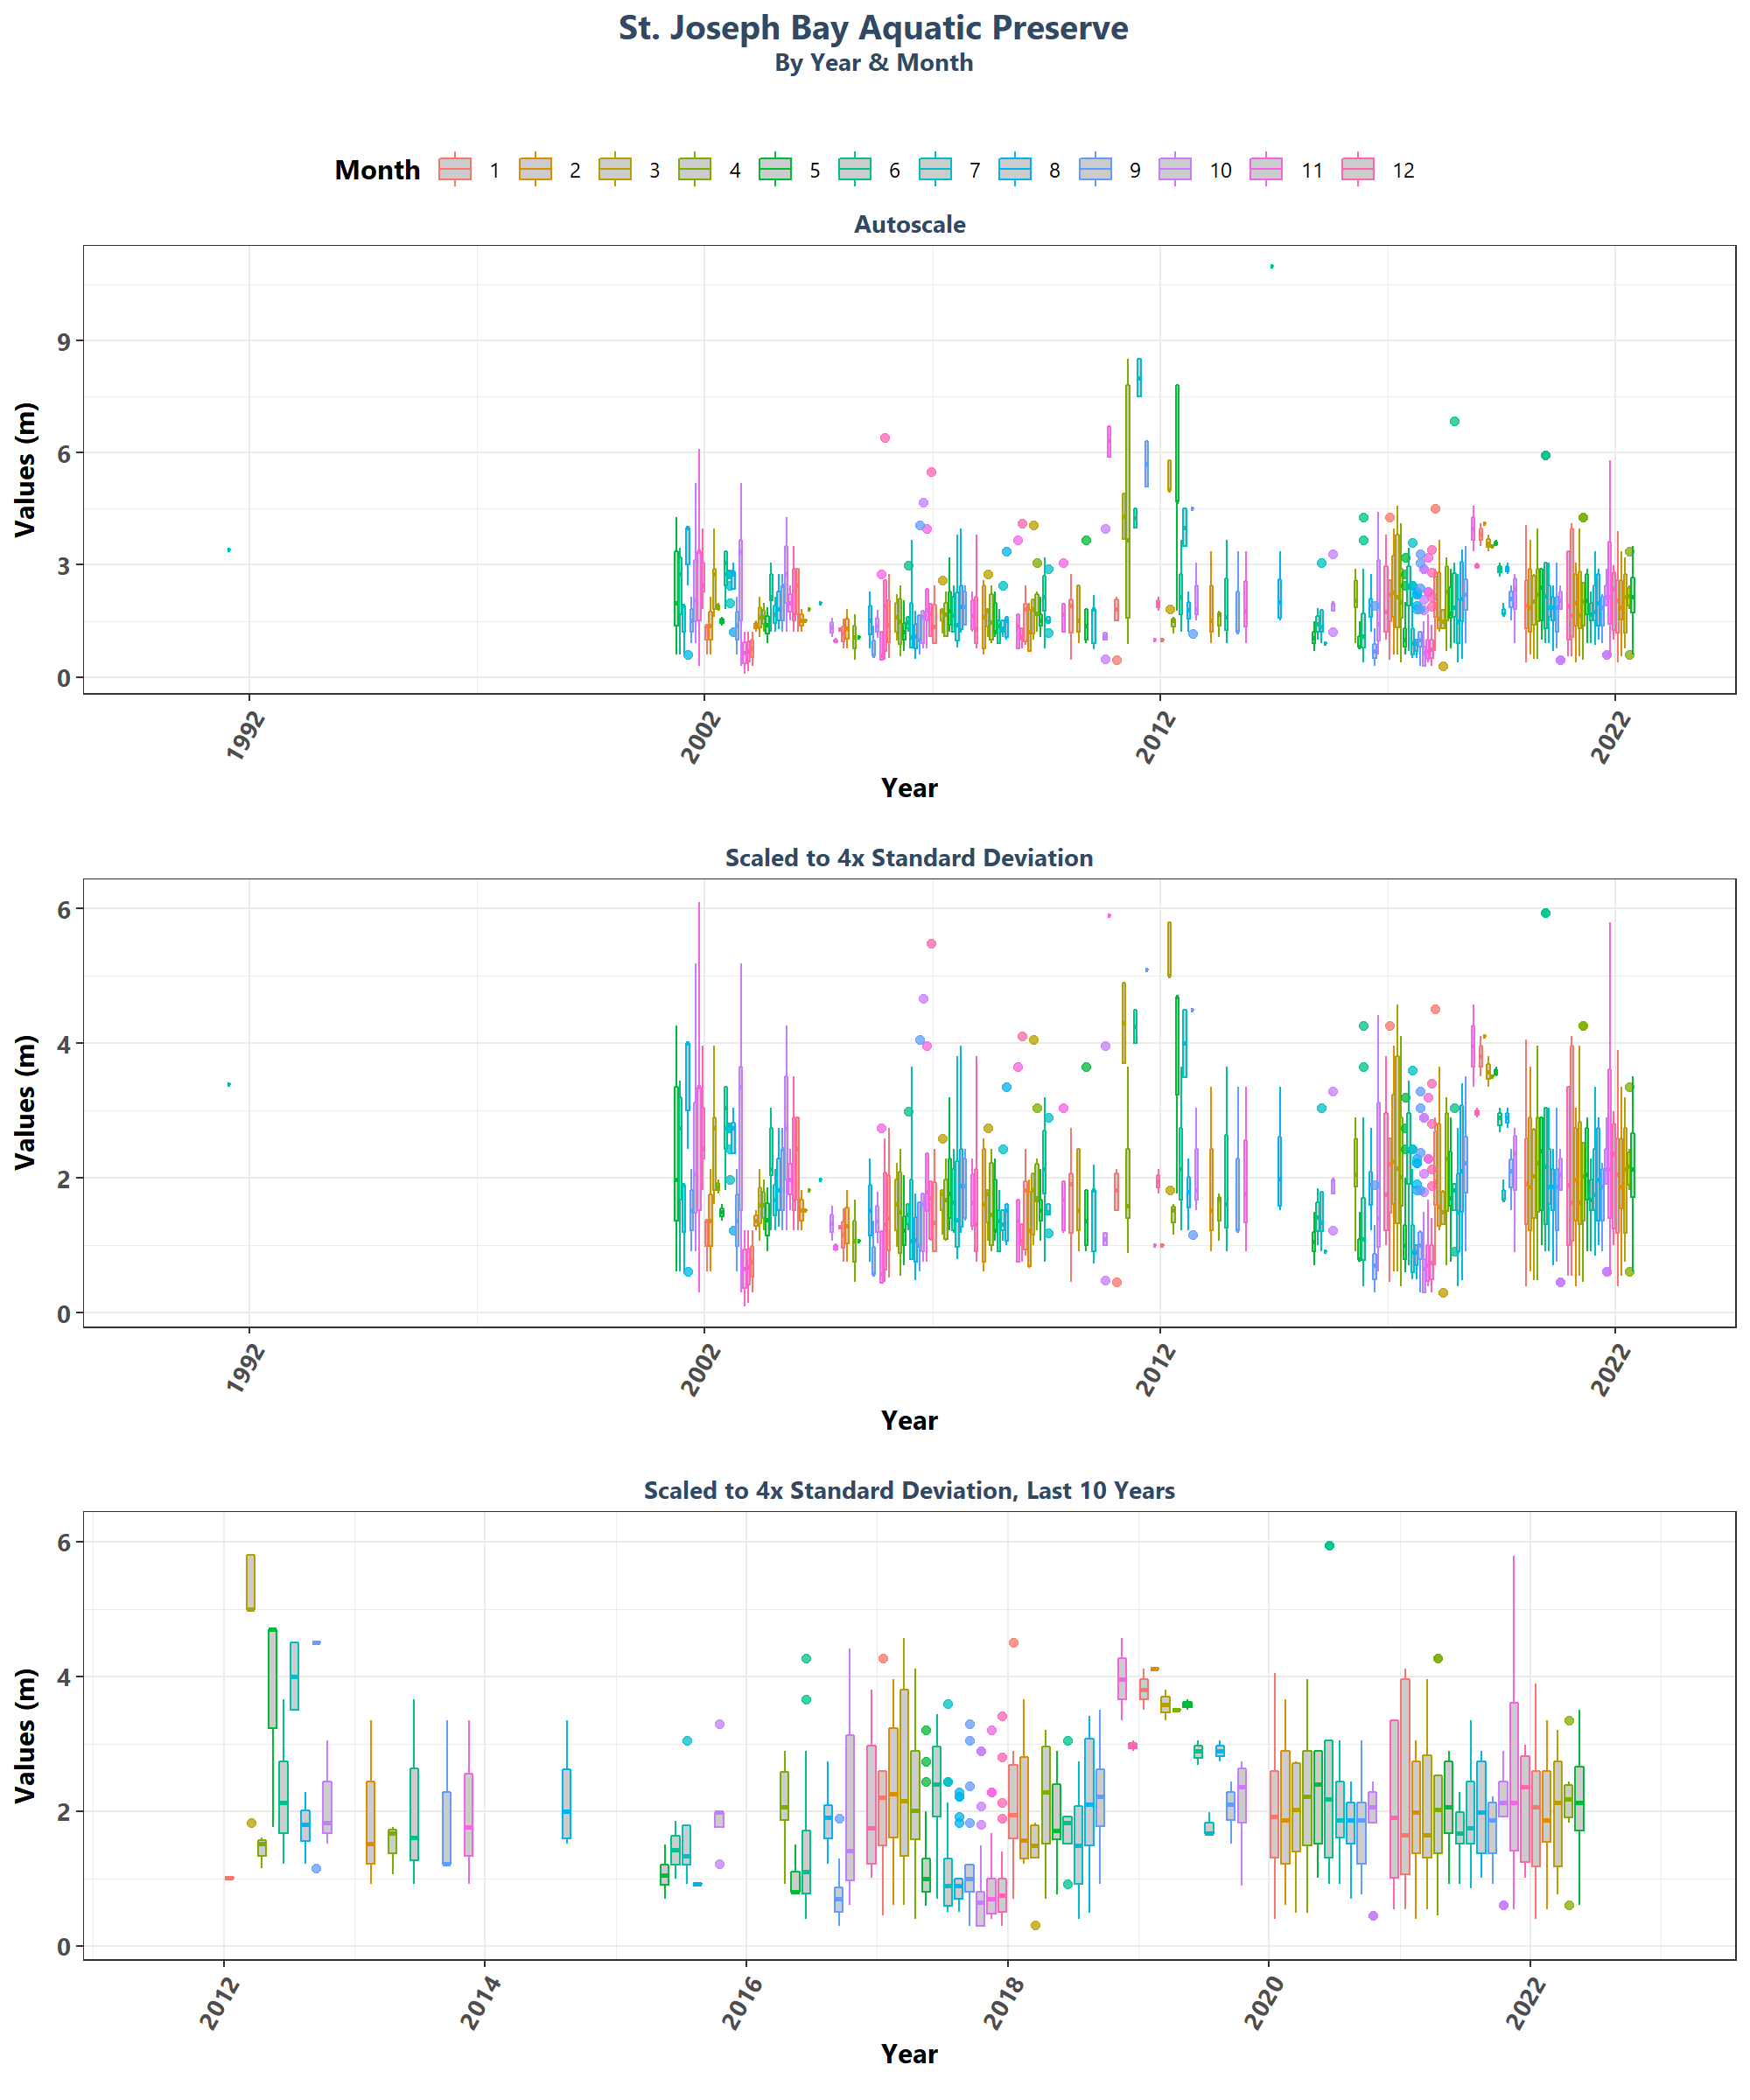 St. Joseph Bay Aquatic Preserve
By Year & Month
Month 1 2 3 4 5 6 7 8 9 10 11 12
Autoscale
Values (m)
9
6
3
0
1992 2002 2012 2022
Year
Scaled to 4x Standard Deviation
Values (m)
6
4
2
0
1992 2002 2012 2022
Year
Scaled to 4x Standard Deviation, Last 10 Years
Values (m)
6
4
2
0
2012 2014 2016 2018 2020 2022
Year